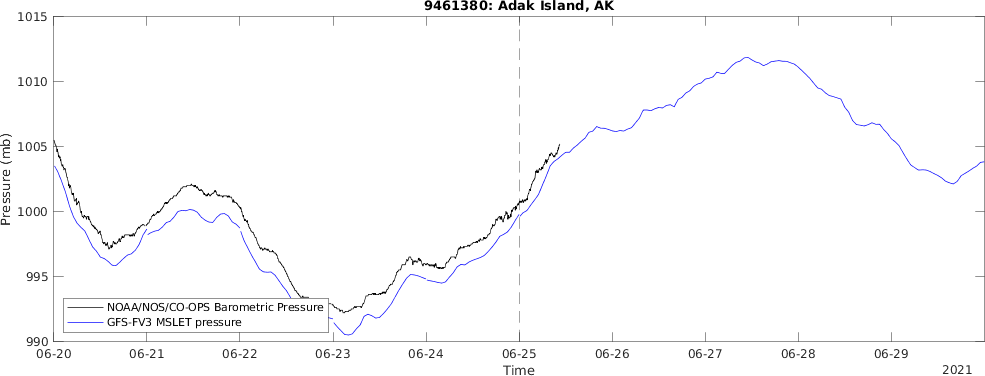 9461380: Adak Island, AK
Pressure (mb)
1015
1010
1005
1000
995
990
NOAA/NOS/CO-OPS Barometric Pressure
GFS-FV3 MSLET pressure
06-20 06-21 06-22 06-23 06-24 06-25 06-26 06-27 06-28 06-29
Time
2021